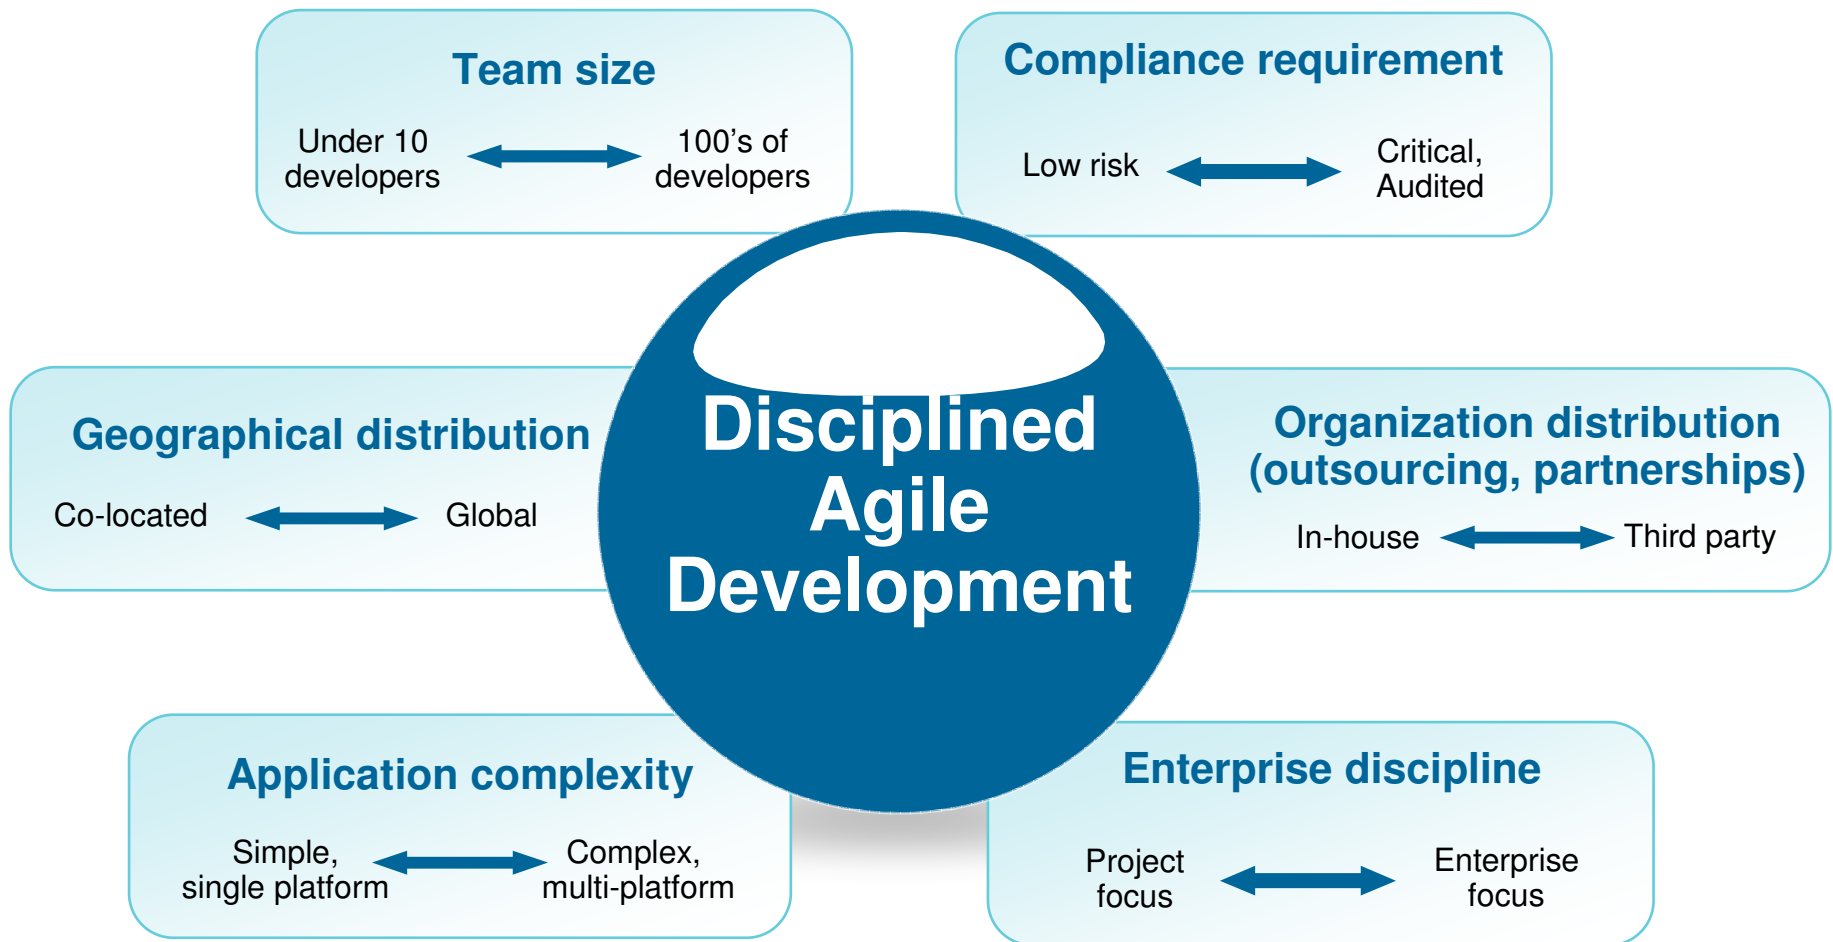 Team size
Under 10
developers
100's of
developers
Compliance requirement
Low risk
Critical,
Audited
Geographical distribution
Co-located
Global
Disciplined
Agile
Development
Organization distribution
(outsourcing, partnerships)
In-house
Third party
Application complexity
Simple,
single platform
Complex,
multi-platform
Enterprise discipline
Project
focus
Enterprise
focus